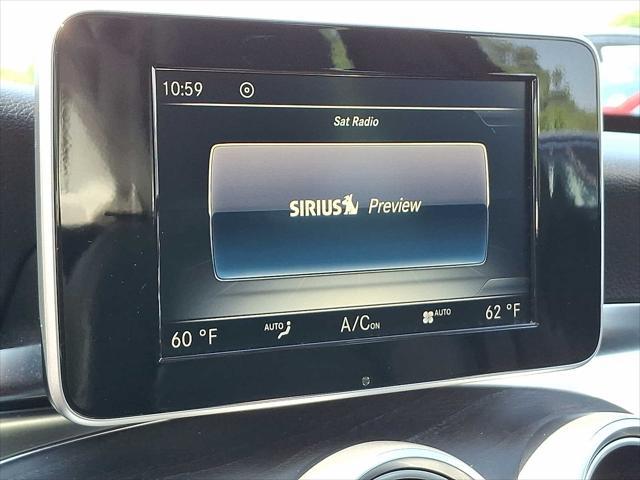 10:59
Sat Radio
SIRIUS Preview
60 °F AUTO A/C ON AUTO 62 °F